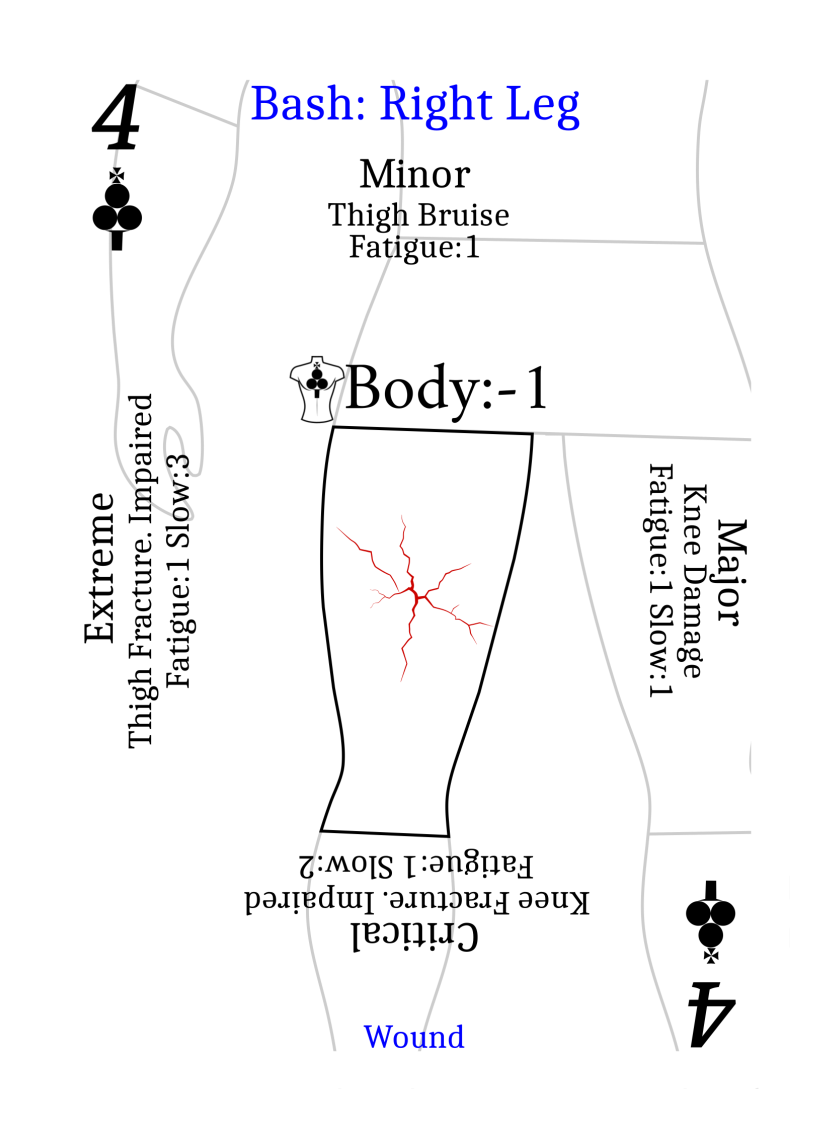 4
Bash: Right Leg
Minor
Thigh Bruise
Fatigue:1
Body:-1
Extreme
Thigh Fracture. Impaired
Fatigue:1 Slow:3
Major
Knee Damage
Fatigue:1 Slow:1
Critical
Knee Fracture. Impaired
Fatigue:1 Slow:2
4
Wound